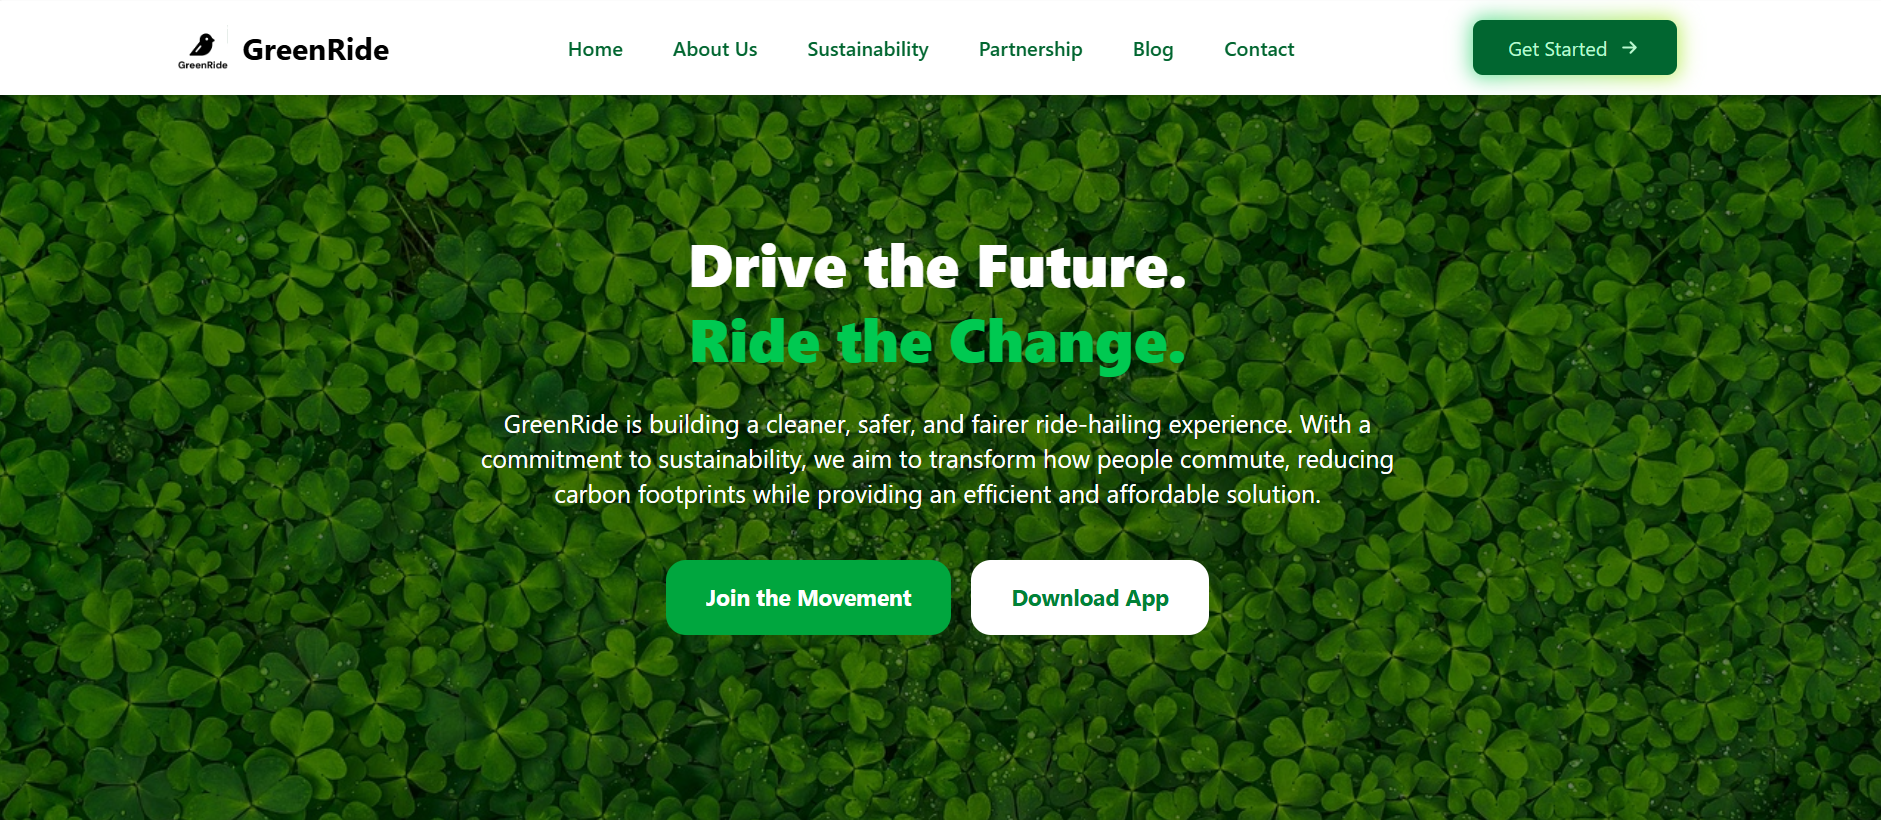 GreenRide
GreenRide
Home
About Us
Sustainability
Partnership
Blog
Contact
Get Started
Drive the Future.
Ride the Change.
GreenRide is building a cleaner, safer, and fairer ride-hailing experience. With a
commitment to sustainability, we aim to transform how people commute, reducing
carbon footprints while providing an efficient and affordable solution.
Join the Movement
Download App